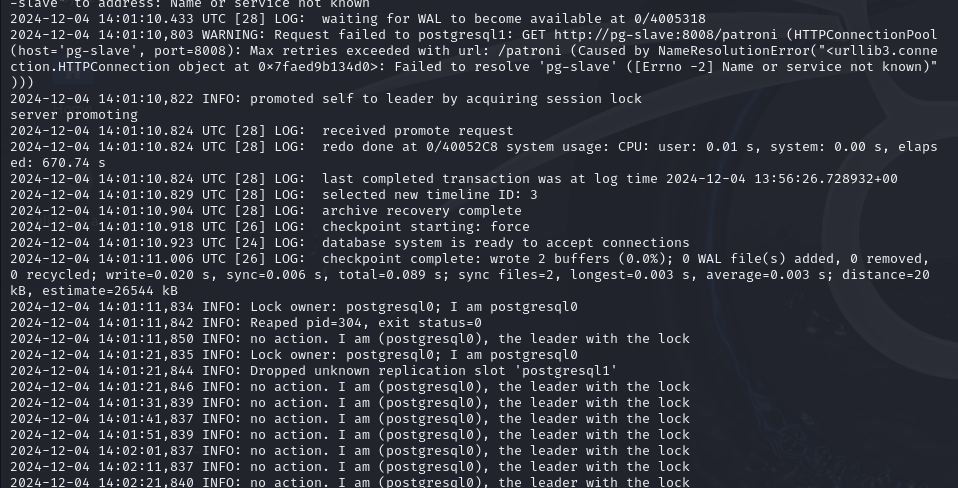 -slave" to address: Name or service not known
2024-12-04 14:01:10.433 UTC [28] LOG:  waiting for WAL to become available at 0/4005318
2024-12-04 14:01:10,803 WARNING: Request failed to postgresql1: GET http://pg-slave:8008/patroni (HTTPConnectionPool
(host='pg-slave', port=8008): Max retries exceeded with url: /patroni (Caused by NameResolutionError("<urllib3.conne
ction.HTTPConnection object at 0x7faed9b134d0>: Failed to resolve 'pg-slave' ([Errno -2] Name or service not known)"
)))
2024-12-04 14:01:10,822 INFO: promoted self to leader by acquiring session lock
server promoting
2024-12-04 14:01:10.824 UTC [28] LOG:  received promote request
2024-12-04 14:01:10.824 UTC [28] LOG:  redo done at 0/40052C8 system usage: CPU: user: 0.01 s, system: 0.00 s, elaps
ed: 670.74 s
2024-12-04 14:01:10.824 UTC [28] LOG:  last completed transaction was at log time 2024-12-04 13:56:26.728932+00
2024-12-04 14:01:10.829 UTC [28] LOG:  selected new timeline ID: 3
2024-12-04 14:01:10.904 UTC [28] LOG:  archive recovery complete
2024-12-04 14:01:10.918 UTC [26] LOG:  checkpoint starting: force
2024-12-04 14:01:10.923 UTC [24] LOG:  database system is ready to accept connections
2024-12-04 14:01:11.006 UTC [26] LOG:  checkpoint complete: wrote 2 buffers (0.0%); 0 WAL file(s) added, 0 removed,
0 recycled; write=0.020 s, sync=0.006 s, total=0.089 s; sync files=2, longest=0.003 s, average=0.003 s; distance=20
kB, estimate=26544 kB
2024-12-04 14:01:11,834 INFO: Lock owner: postgresql0; I am postgresql0
2024-12-04 14:01:11,842 INFO: Reaped pid=304, exit status=0
2024-12-04 14:01:11,850 INFO: no action. I am (postgresql0), the leader with the lock
2024-12-04 14:01:21,835 INFO: Lock owner: postgresql0; I am postgresql0
2024-12-04 14:01:21,844 INFO: Dropped unknown replication slot 'postgresql1'
2024-12-04 14:01:21,846 INFO: no action. I am (postgresql0), the leader with the lock
2024-12-04 14:01:31,839 INFO: no action. I am (postgresql0), the leader with the lock
2024-12-04 14:01:41,837 INFO: no action. I am (postgresql0), the leader with the lock
2024-12-04 14:01:51,839 INFO: no action. I am (postgresql0), the leader with the lock
2024-12-04 14:02:01,837 INFO: no action. I am (postgresql0), the leader with the lock
2024-12-04 14:02:11,837 INFO: no action. I am (postgresql0), the leader with the lock
2024-12-04 14:02:21,840 INFO: no action. I am (postgresql0), the leader with the lock